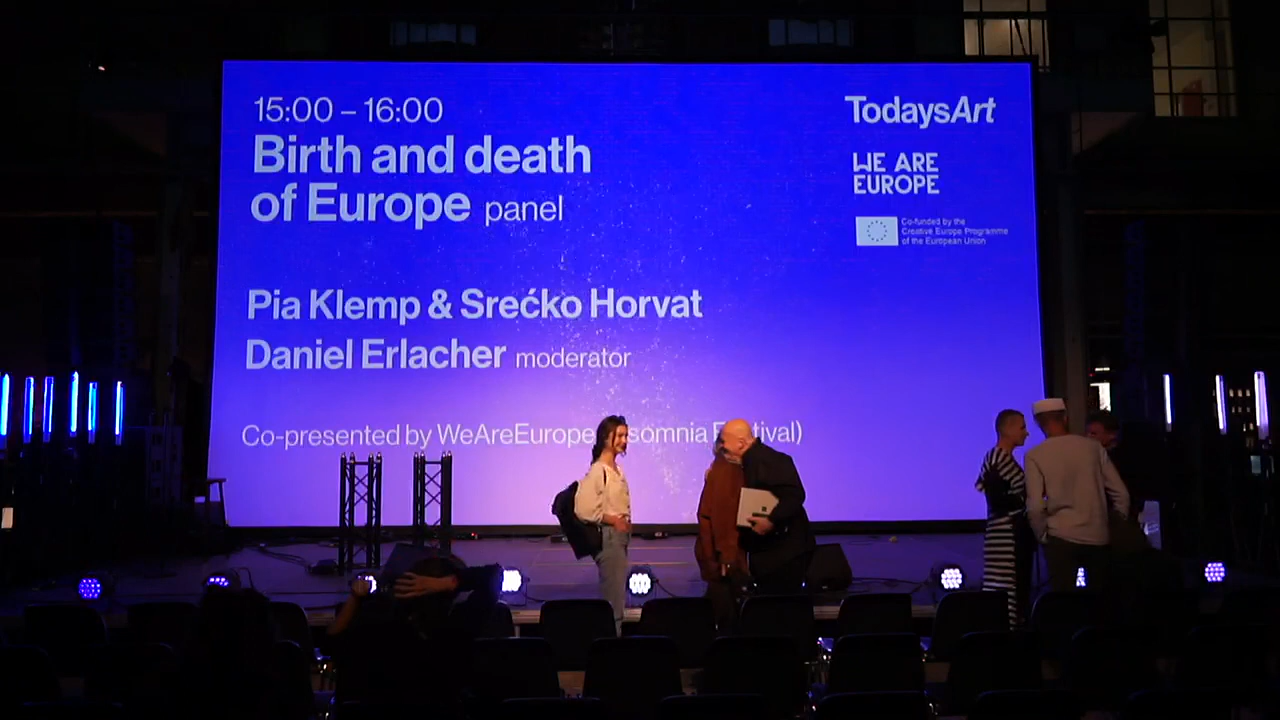 15:00 – 16:00
Birth and death
of Europe panel
Pia Klemp & Srećko Horvat
Daniel Erlacher moderator
Co-presented by WeAreEurope
TodaysArt
WE ARE
EUROPE
Co-funded by the
Creative Europe Programme
of the European Union